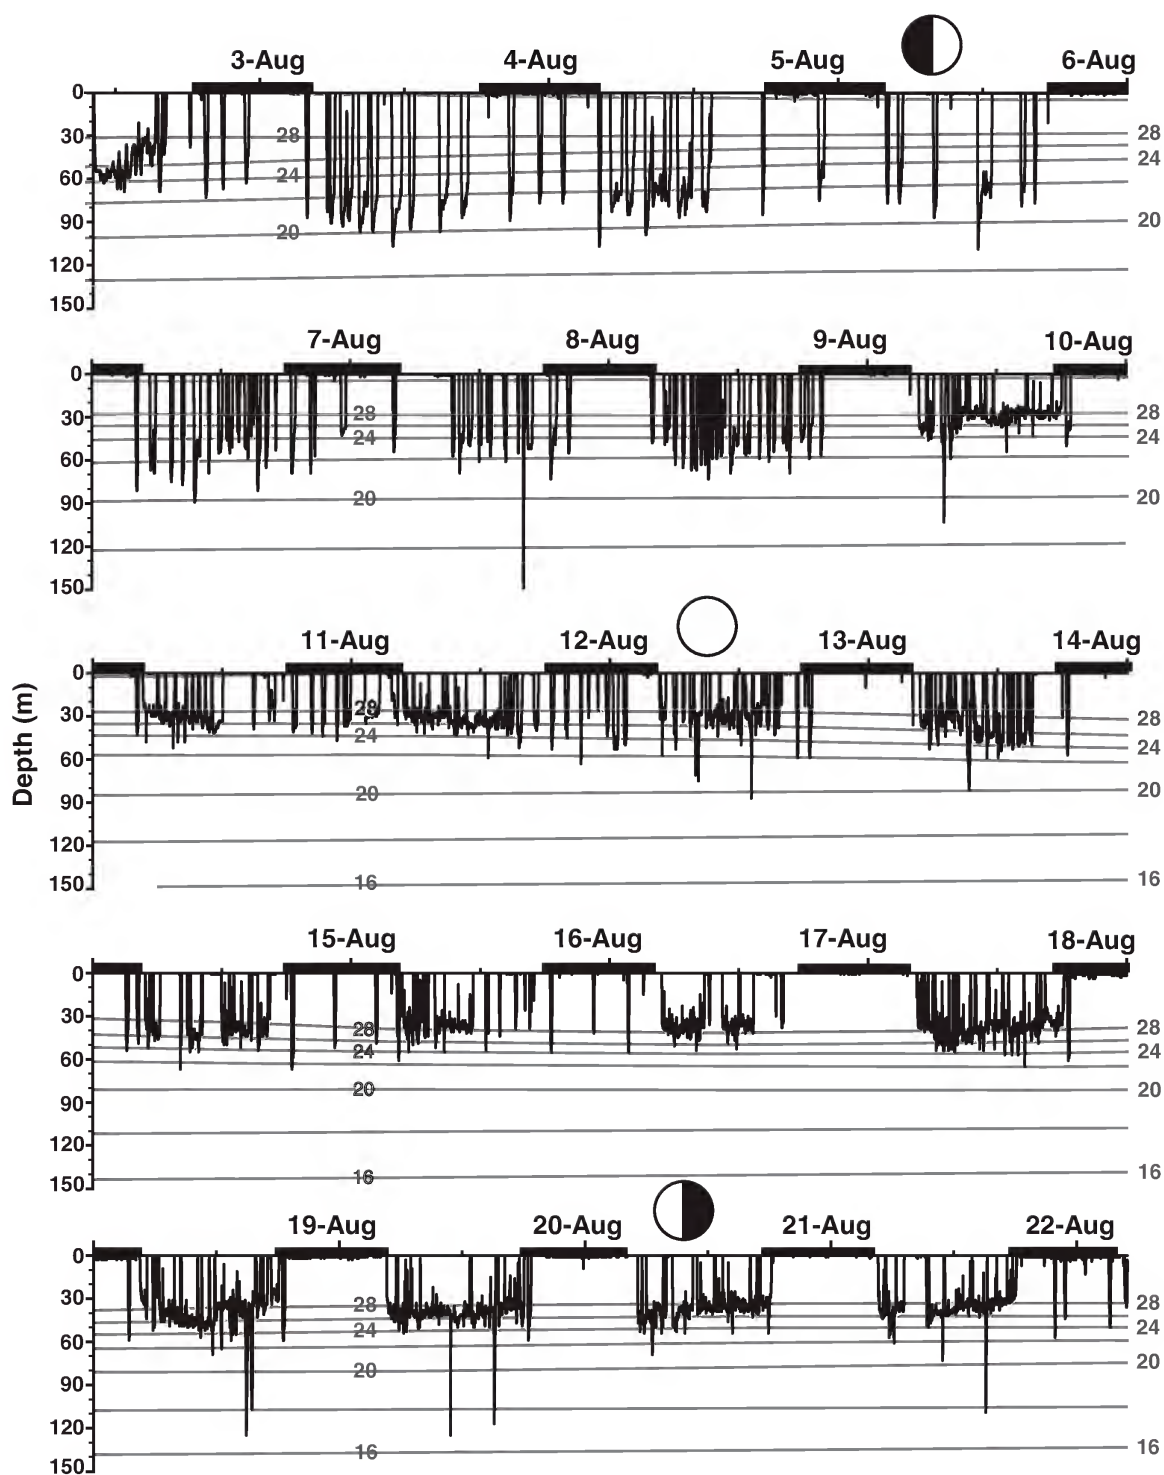 3-Aug 4-Aug 5-Aug 6-Aug
0
30 28 28
24 24
60
90 20 20
120
150
7-Aug 8-Aug 9-Aug 10-Aug
0
30 28 28
24 24
60
90 20 20
120
150
11-Aug 12-Aug 13-Aug 14-Aug
0
30 28 28
24 24
60
90 20 20
120
150 16 16
Depth (m)
15-Aug 16-Aug 17-Aug 18-Aug
0
30 28 28
60 24 24
90 20 20
120
150 16 16
19-Aug 20-Aug 21-Aug 22-Aug
0
30 28 28
60 24 24
90 20 20
120
150 16 16